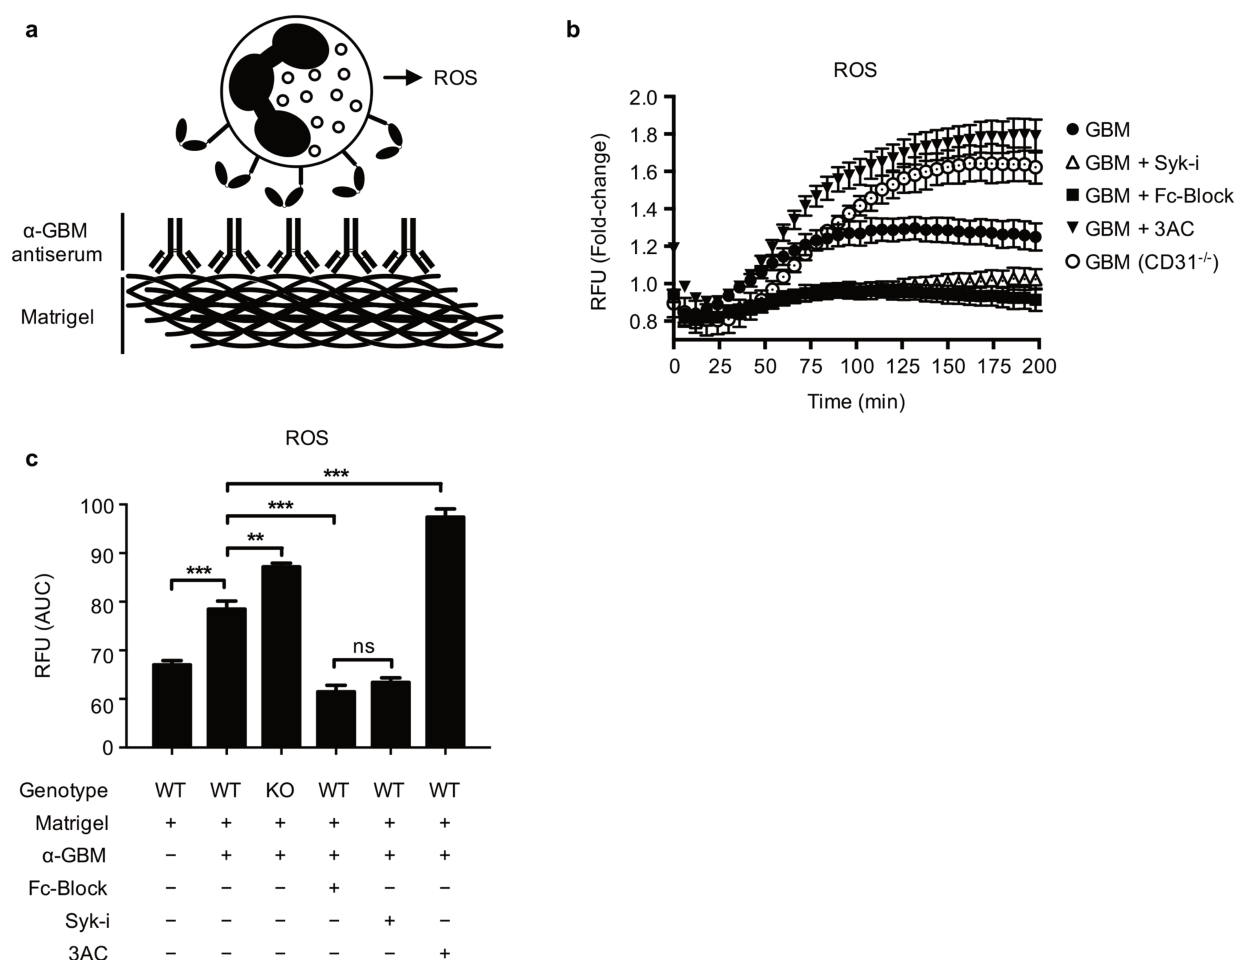 a
ROS
α-GBM
antiserum
Matrigel
b
ROS
RFU (Fold-change)
2.0
1.8
1.6
1.4
1.2
1.0
0.8
0
25
50
75
100
125
150
175
200
Time (min)
GBM
GBM + Syk-i
GBM + Fc-Block
GBM + 3AC
GBM (CD31-/-)
c
ROS
RFU (AUC)
100
90
80
70
60
0
***
***
**
***
ns
Genotype WT WT KO WT WT WT
Matrigel + + + + + +
α-GBM − + + + + +
Fc-Block − − − + − −
Syk-i − − − − + −
3AC − − − − − +